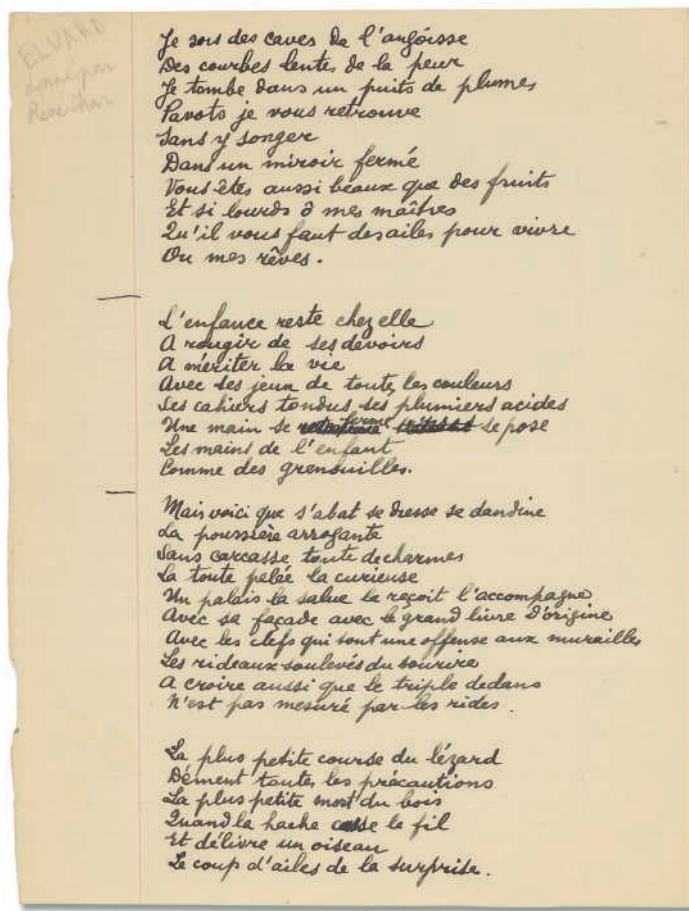 ELUARD
donné par
René Char
Je sors des caves de l'angoisse
Des courbes lentes de la peur
Je tombe dans un puits de plumes
Pavots je vous retrouve
Sans y songer
Dans un miroir fermé
Vous êtes aussi beaux que des fruits
Et si lourds ô mes maîtres
Qu'il vous faut des ailes pour vivre
Ou mes rêves.
L'enfance reste chez elle
A rougir de ses devoirs
A mériter la vie
Avec ses jeux de toutes les couleurs
Ses cahiers tondus ses plumiers acides
Une main se ferme se pose
Les mains de l'enfant
Comme des grenouilles.
Mais voici que s'abat se dresse se dandine
La poussière arrogante
Sans carcasse toute de charmes
La toute pelée la curieuse
Un palais la salue la reçoit l'accompagne
Avec sa façade avec le grand livre d'origine
Avec les clefs qui sont une offense aux murailles
Les rideaux soulevés du sourire
A croire aussi que le triple dedans
N'est pas mesuré par les rides.
La plus petite course du lézard
Dément toutes les précautions
La plus petite mort du bois
Quand la hache casse le fil
Et délivre un oiseau
Le coup d'ailes de la surprise.